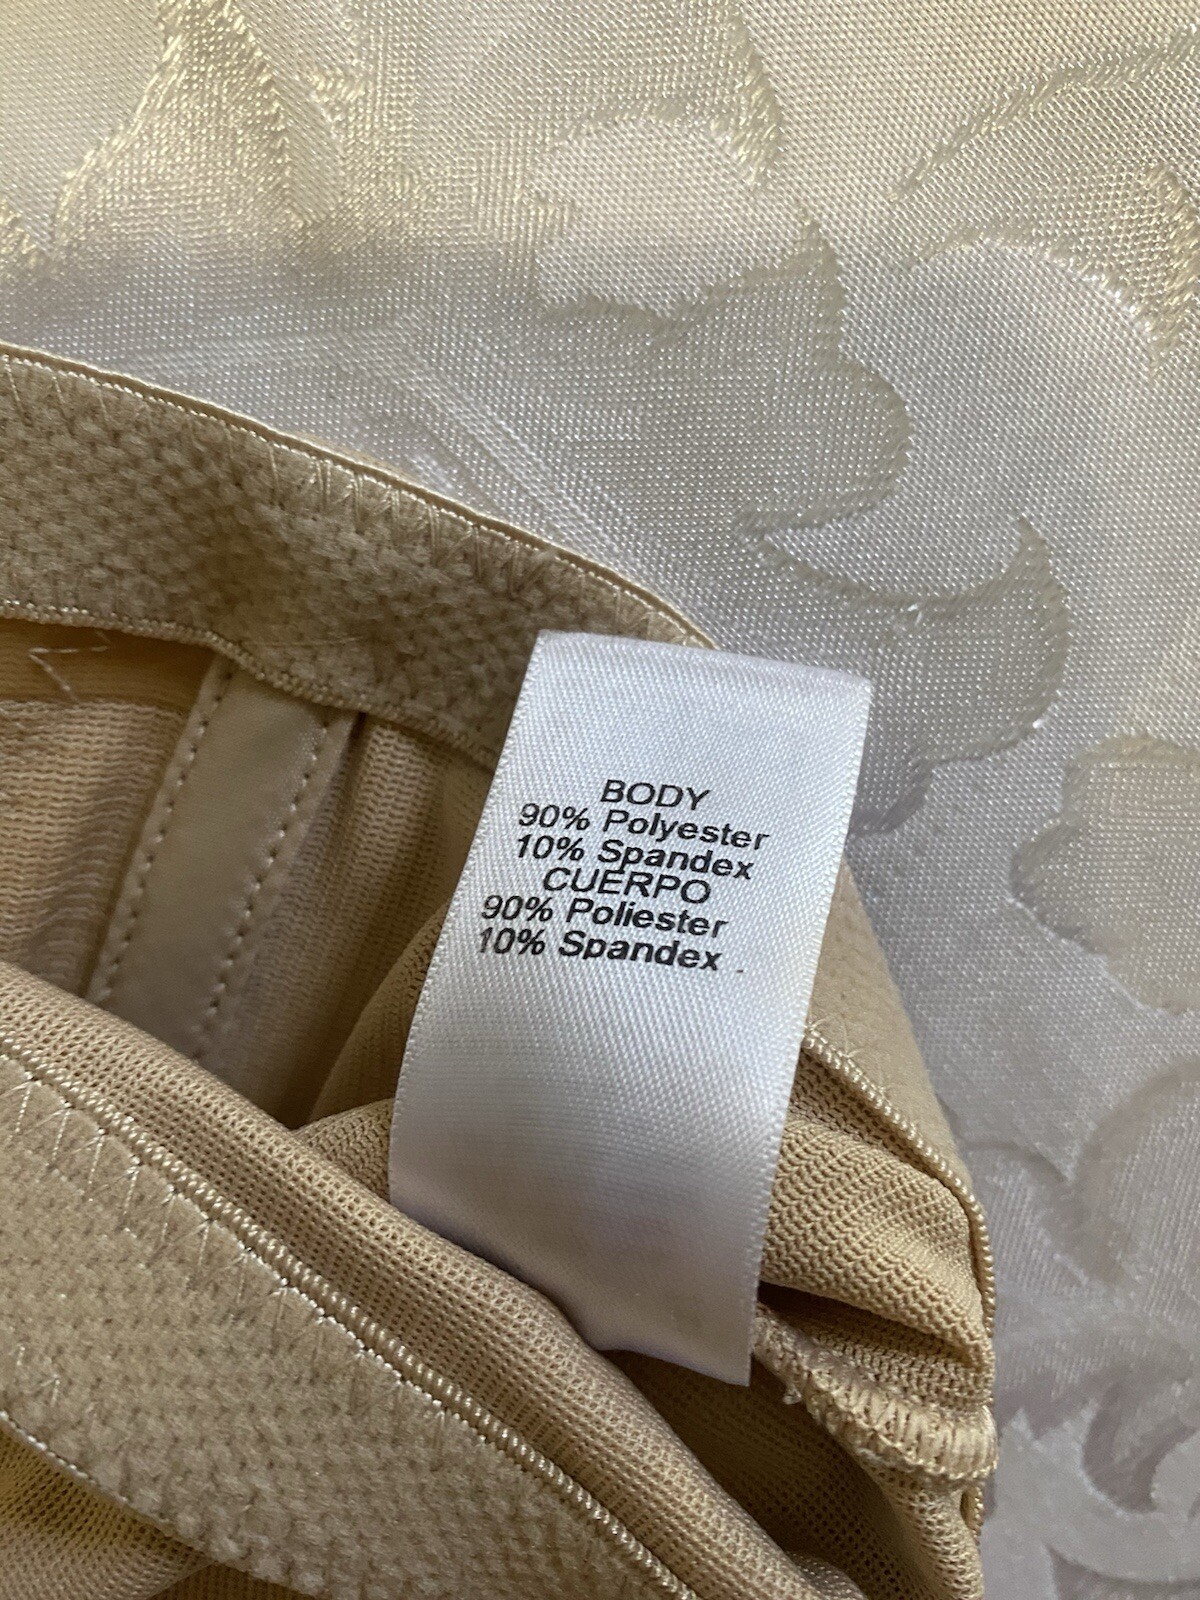 BODY
90% Polyester
10% Spandex
CUERPO
90% Poliester
10% Spandex